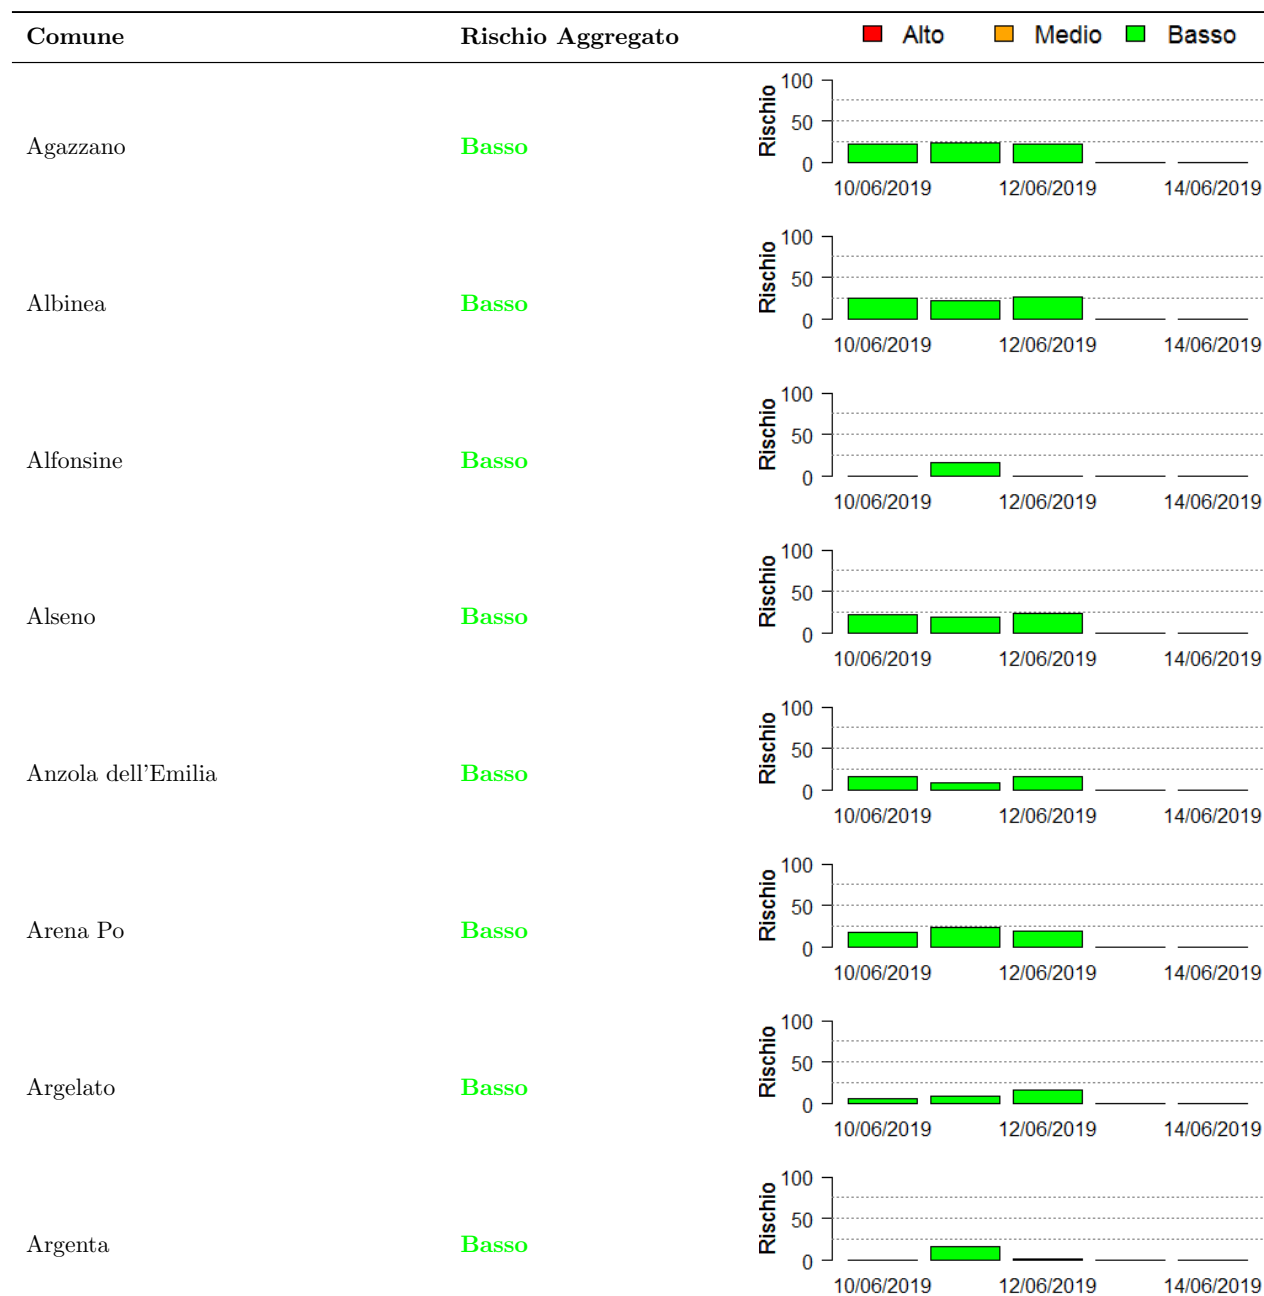 Comune Rischio Aggregato Alto Medio Basso
100
50
0
Rischio
Agazzano Basso
10/06/2019 12/06/2019 14/06/2019
100
50
0
Rischio
Albinea Basso
10/06/2019 12/06/2019 14/06/2019
100
50
0
Rischio
Alfonsine Basso
10/06/2019 12/06/2019 14/06/2019
100
50
0
Rischio
Alseno Basso
10/06/2019 12/06/2019 14/06/2019
100
50
0
Rischio
Anzola dell'Emilia Basso
10/06/2019 12/06/2019 14/06/2019
100
50
0
Rischio
Arena Po Basso
10/06/2019 12/06/2019 14/06/2019
100
50
0
Rischio
Argelato Basso
10/06/2019 12/06/2019 14/06/2019
100
50
0
Rischio
Argenta Basso
10/06/2019 12/06/2019 14/06/2019